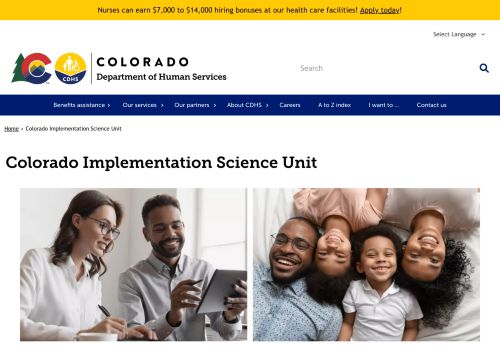 Nurses can earn $7,000 to $14,000 hiring bonuses at our health care facilities! Apply today!
Select Language
COLORADO
Department of Human Services
CDHS
Search
Benefits assistance
Our services
Our partners
About CDHS
Careers
A to Z index
I want to ...
Contact us
Home › Colorado Implementation Science Unit
Colorado Implementation Science Unit